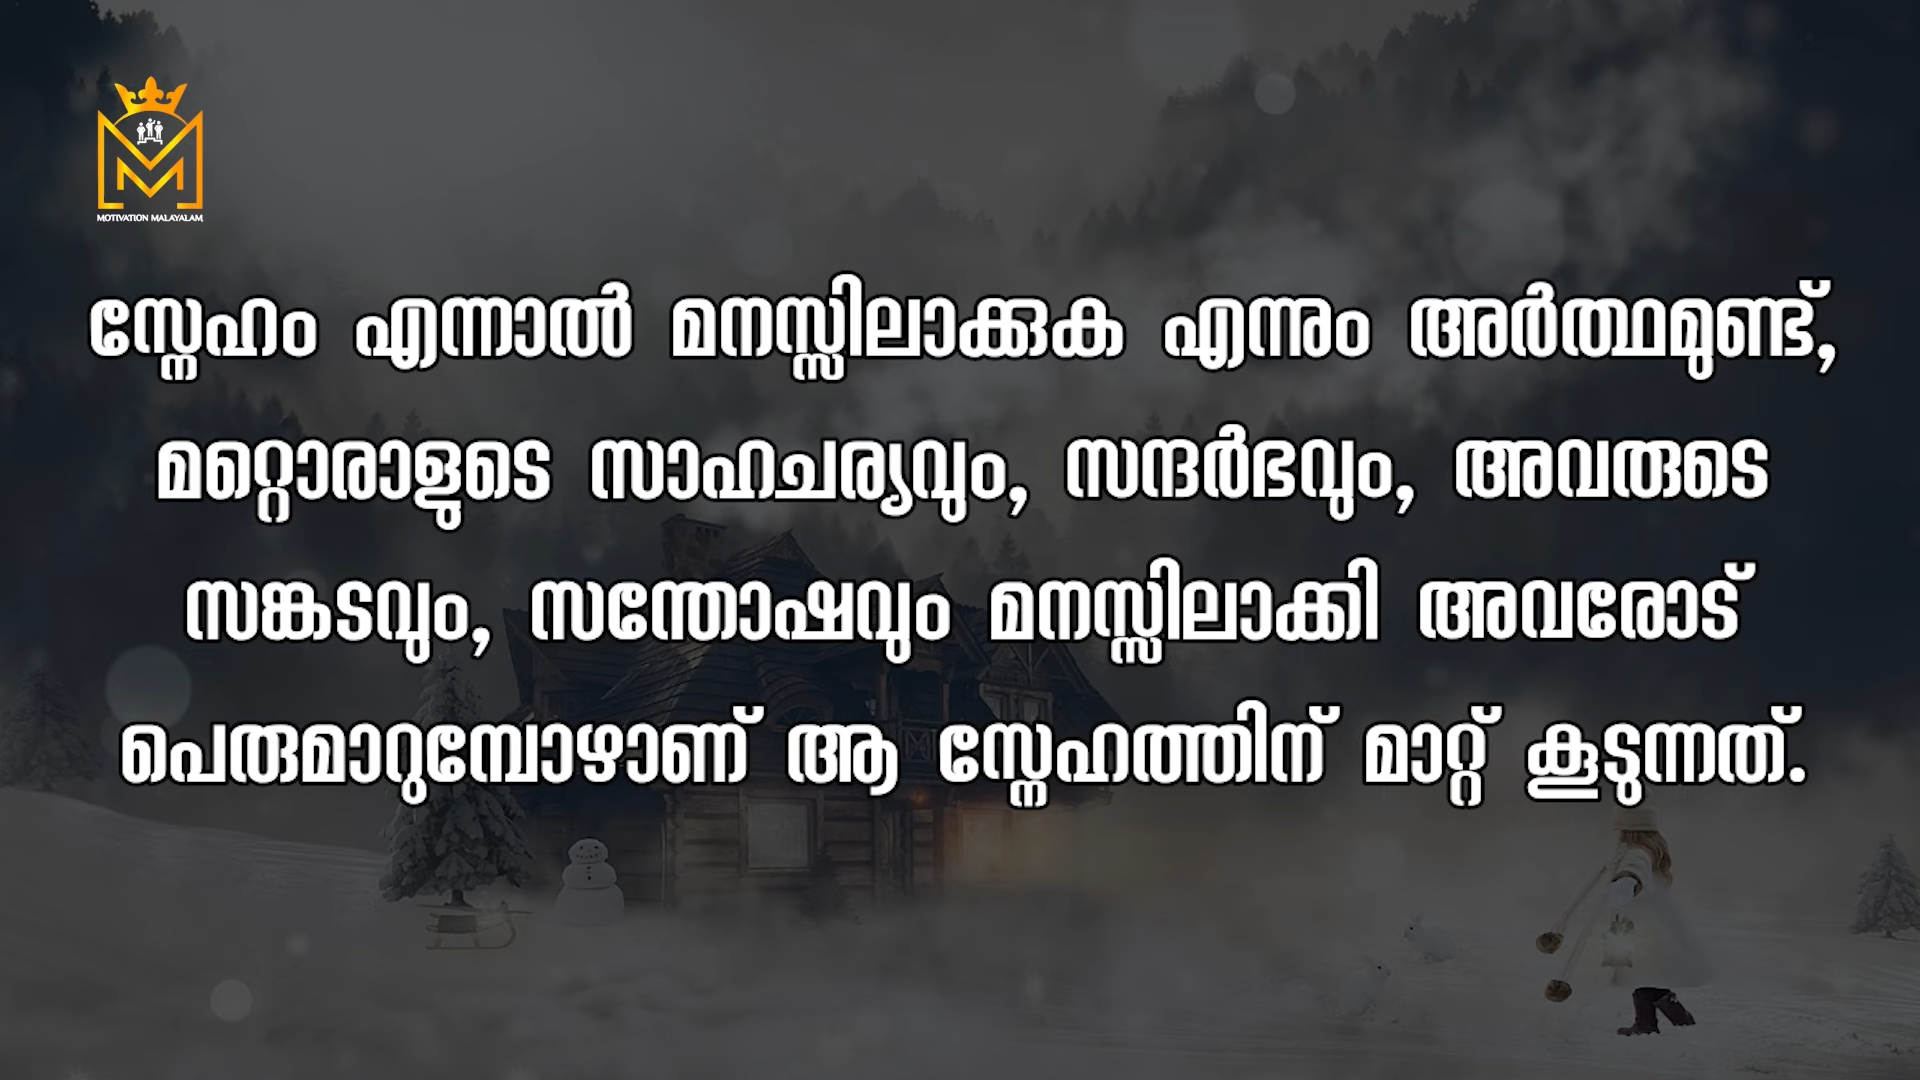 MOTIVATION MALAYALAM
സ്നേഹം എന്നാൽ മനസ്സിലാക്കുക എന്നും അർത്ഥമുണ്ട്,
മറ്റൊരാളുടെ സാഹചര്യവും, സന്ദർഭവും, അവരുടെ
സങ്കടവും, സന്തോഷവും മനസ്സിലാക്കി അവരോട്
പെരുമാറുമ്പോഴാണ് ആ സ്നേഹത്തിന് മാറ്റ് കൂടുന്നത്.